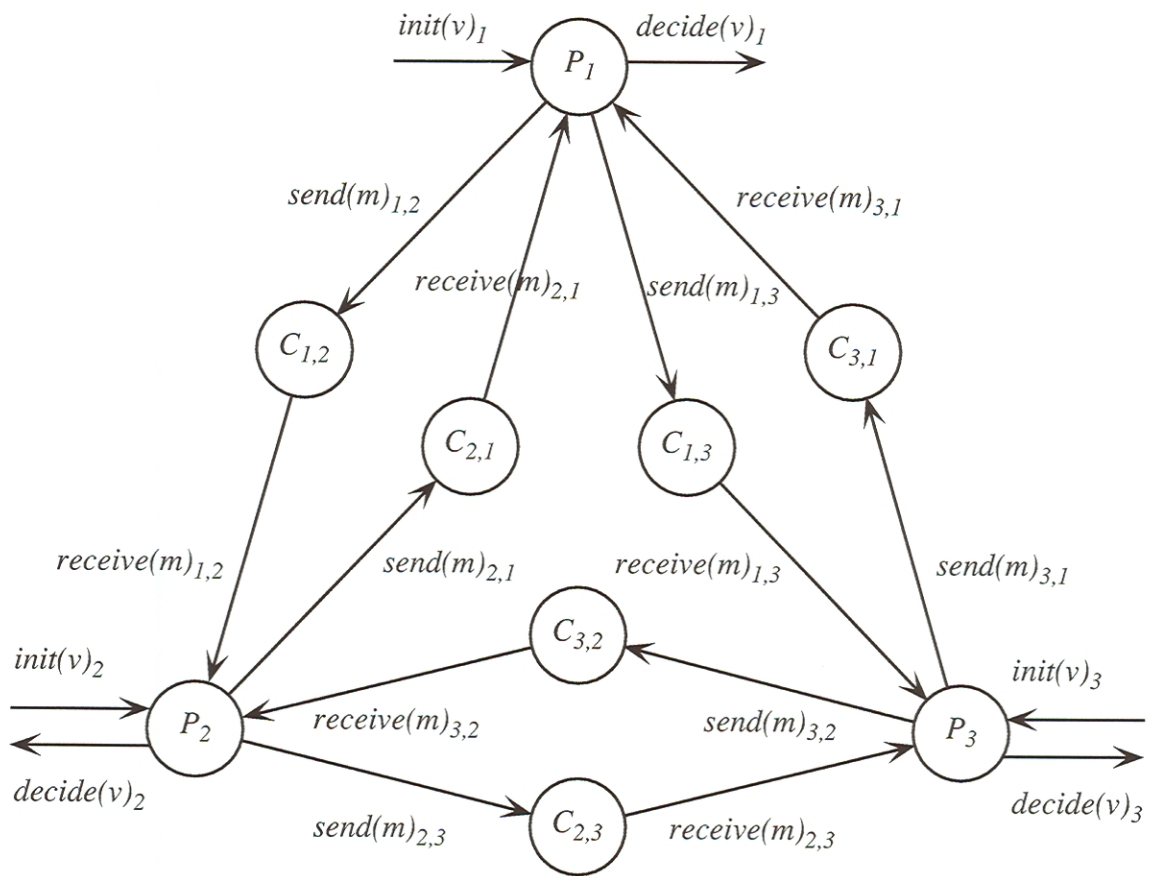 init(v)1
decide(v)1
P1
send(m)1,2
receive(m)3,1
receive(m)2,1
send(m)1,3
C1,2
C3,1
C2,1
C1,3
receive(m)1,2
send(m)2,1
receive(m)1,3
send(m)3,1
C3,2
init(v)2
init(v)3
P2
receive(m)3,2
send(m)3,2
P3
decide(v)2
decide(v)3
send(m)2,3
C2,3
receive(m)2,3